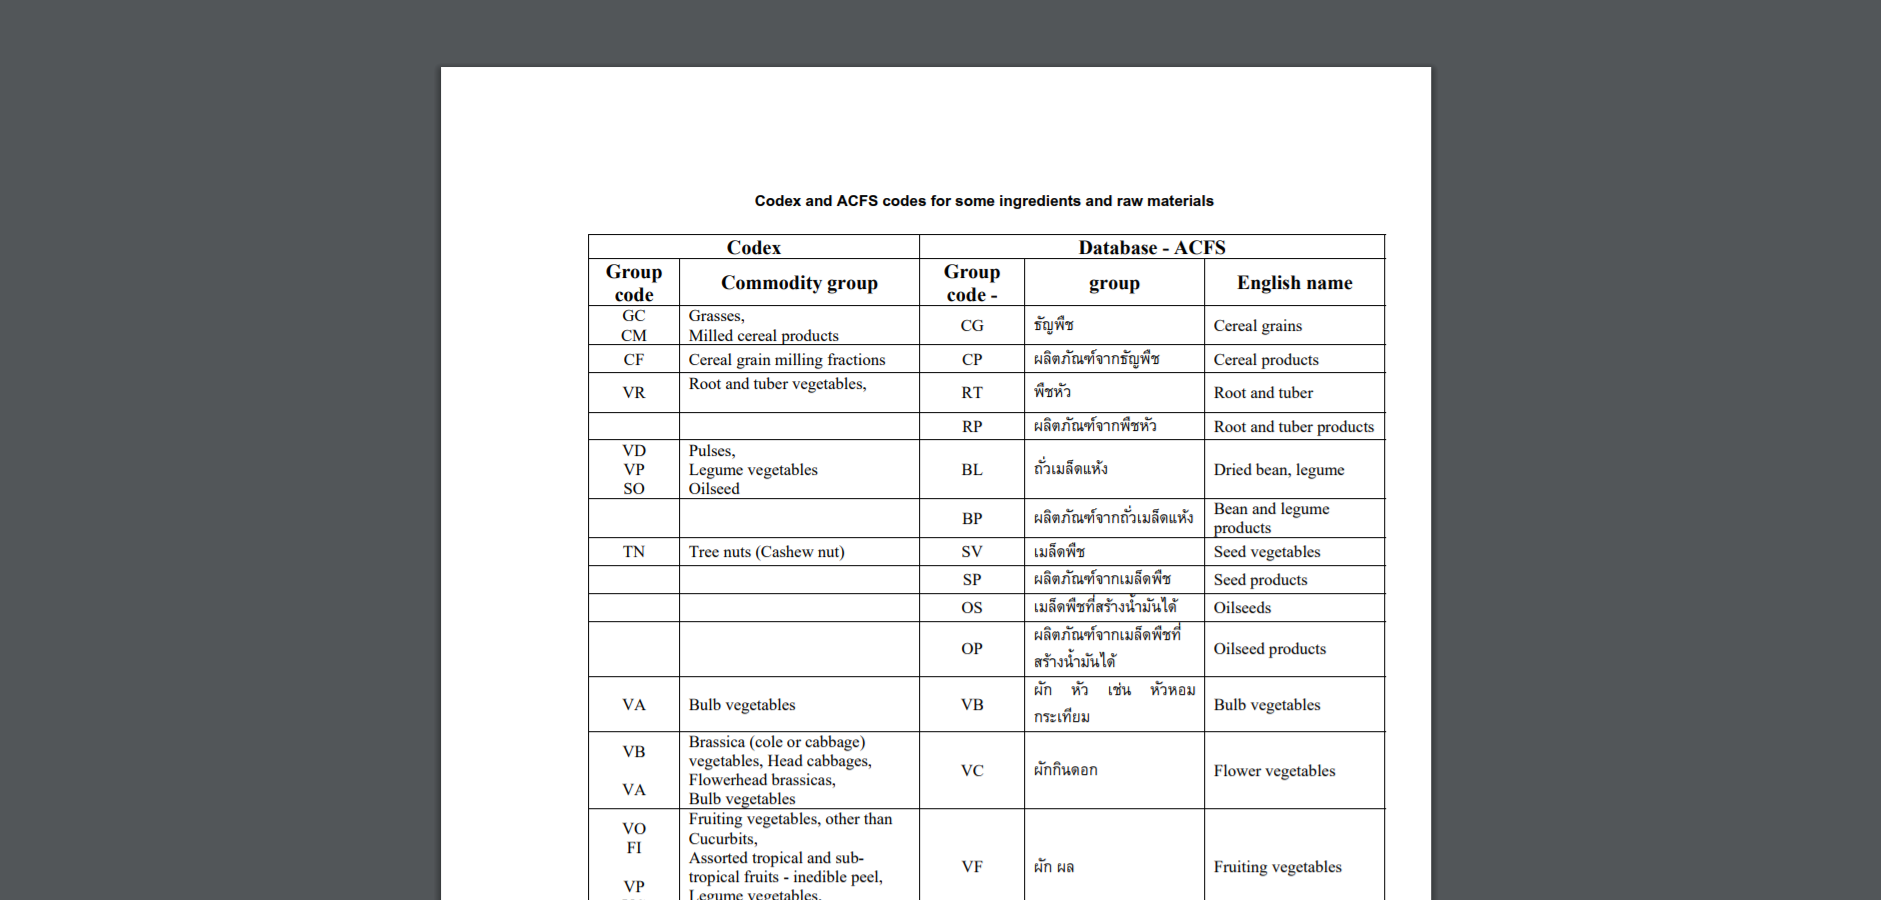 Codex and ACFS codes for some ingredients and raw materials
Codex
Database - ACFS
Group code
Commodity group
Group code -
group
English name
GC
CM
Grasses,
Milled cereal products
CG
ธัญพืช
Cereal grains
CF
Cereal grain milling fractions
CP
ผลิตภัณฑ์จากธัญพืช
Cereal products
VR
Root and tuber vegetables,
RT
พืชหัว
Root and tuber
RP
ผลิตภัณฑ์จากพืชหัว
Root and tuber products
VD
VP
SO
Pulses,
Legume vegetables
Oilseed
BL
ถั่วเมล็ดแห้ง
Dried bean, legume
BP
ผลิตภัณฑ์จากถั่วเมล็ดแห้ง
Bean and legume
products
TN
Tree nuts (Cashew nut)
SV
เมล็ดพืช
Seed vegetables
SP
ผลิตภัณฑ์จากเมล็ดพืช
Seed products
OS
เมล็ดพืชที่สร้างน้ำมันได้
Oilseeds
OP
ผลิตภัณฑ์จากเมล็ดพืชที่
สร้างน้ำมันได้
Oilseed products
VA
Bulb vegetables
VB
ผัก หัว เช่น หัวหอม
กระเทียม
Bulb vegetables
VB
VA
Brassica (cole or cabbage)
vegetables, Head cabbages,
Flowerhead brassicas,
Bulb vegetables
VC
ผักกินดอก
Flower vegetables
VO
FI
VP
Fruiting vegetables, other than
Cucurbits,
Assorted tropical and sub-
tropical fruits - inedible peel,
Legume vegetables,
VF
ผัก ผล
Fruiting vegetables